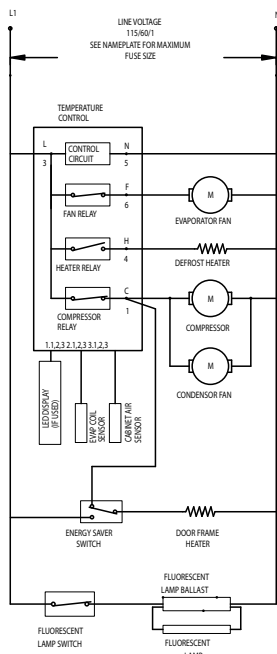 L1
N
LINE VOLTAGE
115/60/1
SEE NAMEPLATE FOR MAXIMUM
FUSE SIZE
TEMPERATURE
CONTROL
L
3
CONTROL
CIRCUIT
N
5
FAN RELAY
F
6
M
EVAPORATOR FAN
HEATER RELAY
H
4
DEFROST HEATER
COMPRESSOR
RELAY
C
1
M
COMPRESSOR
M
CONDENSOR FAN
1.1,2,3 2.1,2,3 3.1,2,3
LED DISPLAY
(IF USED)
EVAP COIL
SENSOR
CABINET AIR
SENSOR
ENERGY SAVER
SWITCH
DOOR FRAME
HEATER
FLUORESCENT
LAMP BALLAST
FLUORESCENT
LAMP SWITCH
FLUORESCENT
LAMP